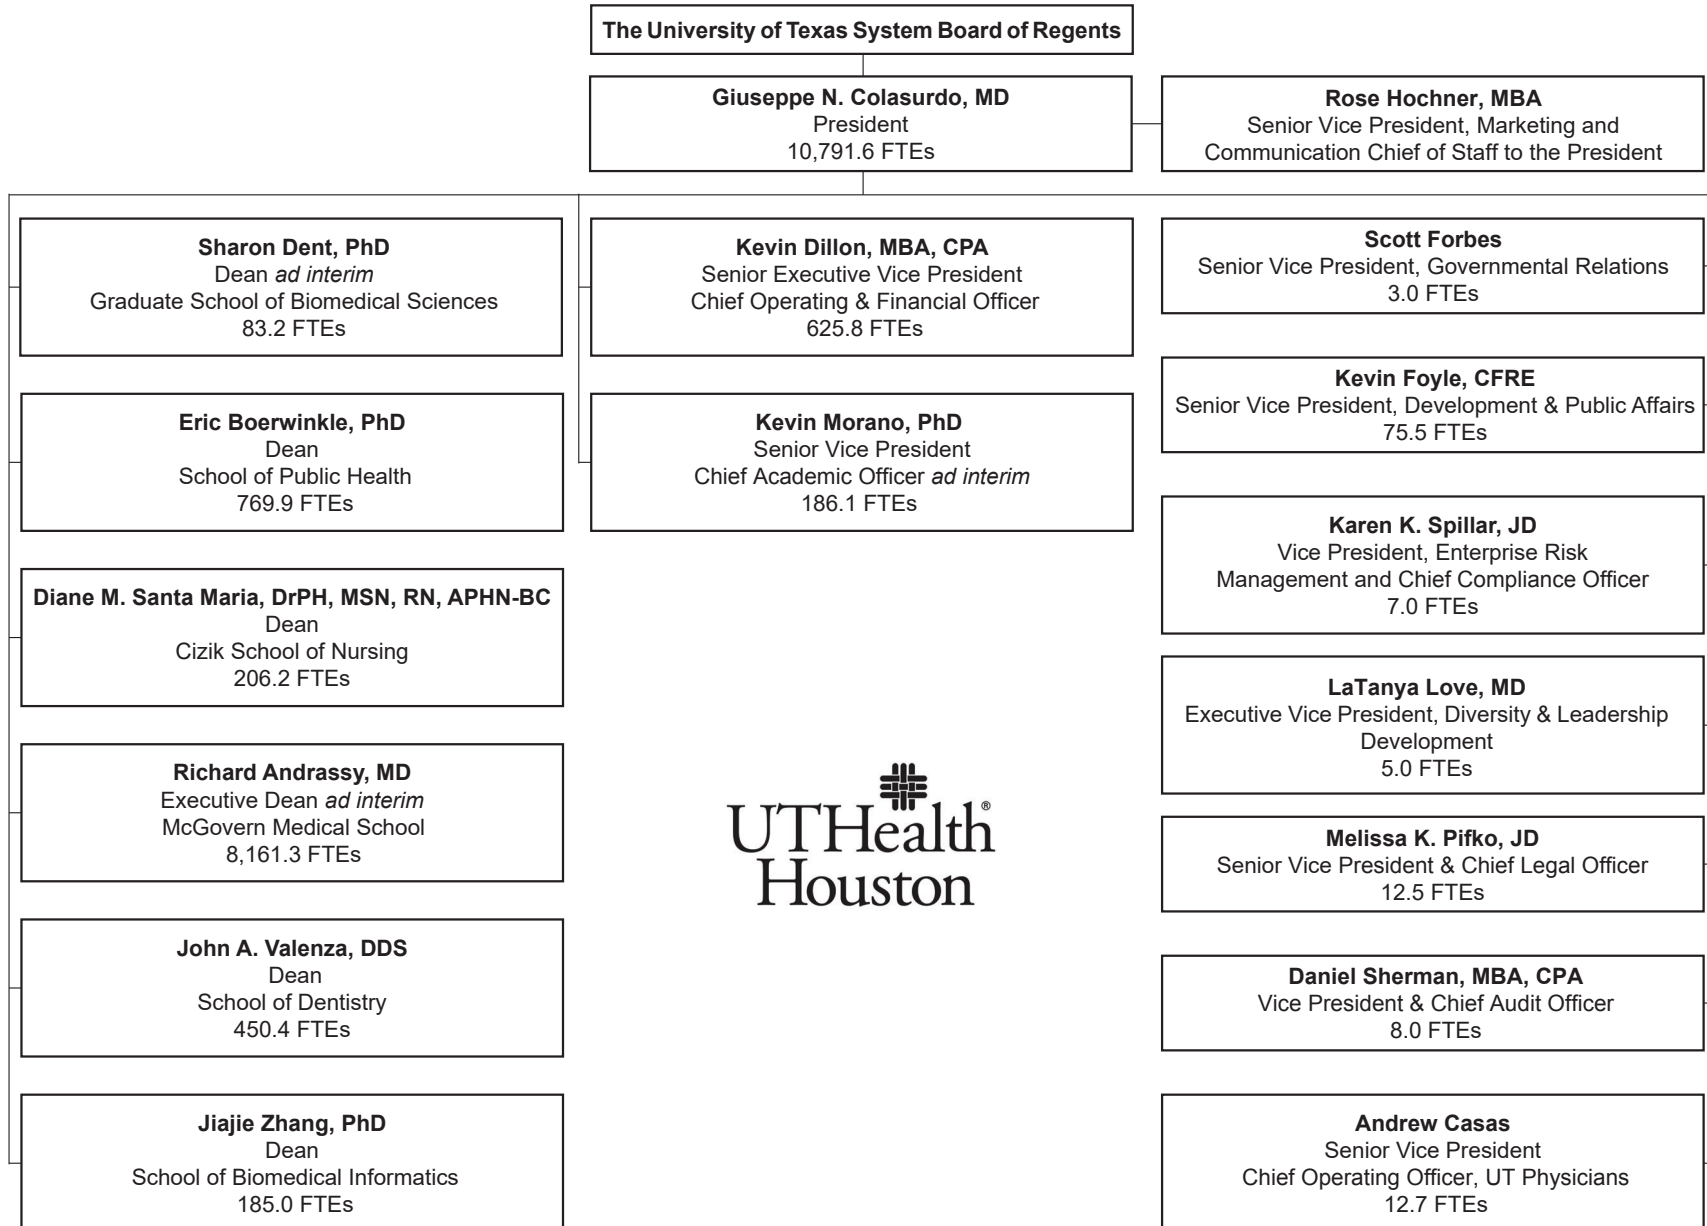 The University of Texas System Board of Regents
Giuseppe N. Colasurdo, MD
President
10,791.6 FTEs
Rose Hochner, MBA
Senior Vice President, Marketing and
Communication Chief of Staff to the President
Sharon Dent, PhD
Dean ad interim
Graduate School of Biomedical Sciences
83.2 FTEs
Eric Boerwinkle, PhD
Dean
School of Public Health
769.9 FTEs
Diane M. Santa Maria, DrPH, MSN, RN, APHN-BC
Dean
Cizik School of Nursing
206.2 FTEs
Richard Andrassy, MD
Executive Dean ad interim
McGovern Medical School
8,161.3 FTEs
John A. Valenza, DDS
Dean
School of Dentistry
450.4 FTEs
Jiajie Zhang, PhD
Dean
School of Biomedical Informatics
185.0 FTEs
Kevin Dillon, MBA, CPA
Senior Executive Vice President
Chief Operating & Financial Officer
625.8 FTEs
Kevin Morano, PhD
Senior Vice President
Chief Academic Officer ad interim
186.1 FTEs
UTHealth®
Houston
Scott Forbes
Senior Vice President, Governmental Relations
3.0 FTEs
Kevin Foyle, CFRE
Senior Vice President, Development & Public Affairs
75.5 FTEs
Karen K. Spillar, JD
Vice President, Enterprise Risk
Management and Chief Compliance Officer
7.0 FTEs
LaTanya Love, MD
Executive Vice President, Diversity & Leadership
Development
5.0 FTEs
Melissa K. Pifko, JD
Senior Vice President & Chief Legal Officer
12.5 FTEs
Daniel Sherman, MBA, CPA
Vice President & Chief Audit Officer
8.0 FTEs
Andrew Casas
Senior Vice President
Chief Operating Officer, UT Physicians
12.7 FTEs